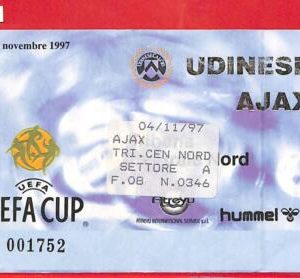 novembre 1997
UDINESE
AJAX
04/11/97
AJAX
TRI.CEN NORD
SETTORE A
F.08 N.0346
ord
UEFA
EFA CUP
hummel
001752